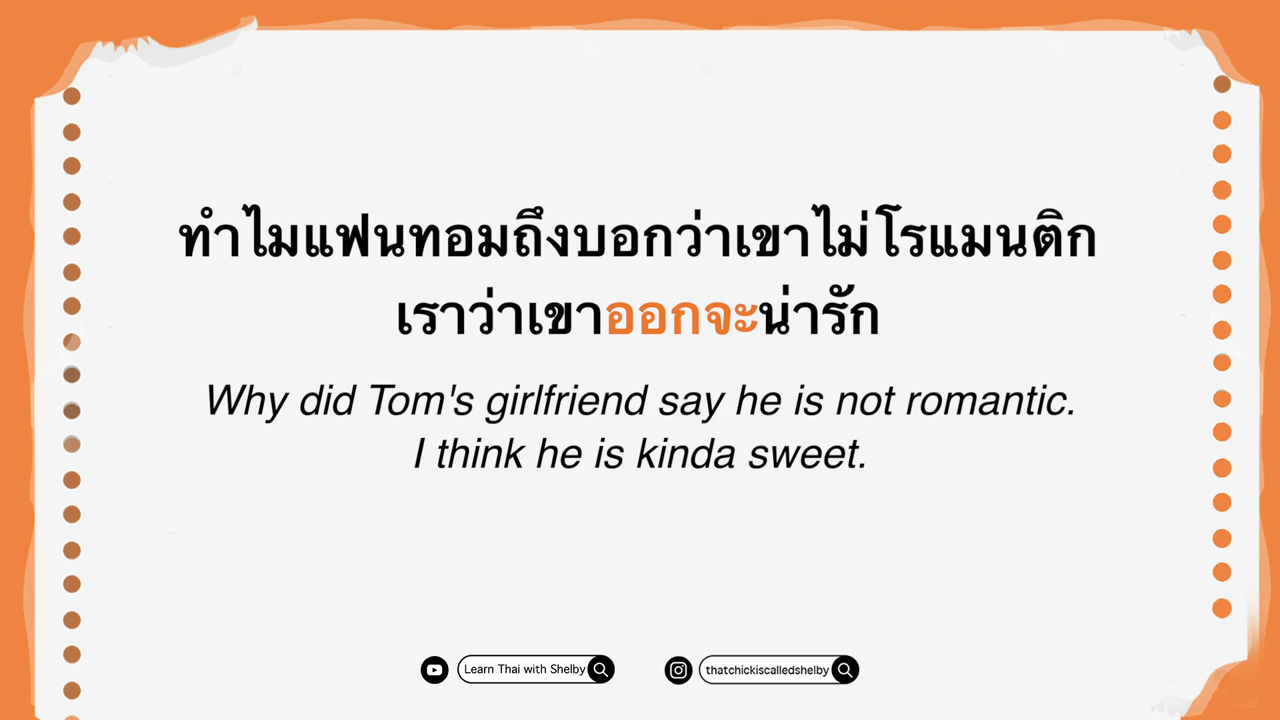 ทำไมแฟนทอมถึงบอกว่าเขาไม่โรแมนติก
เราว่าเขาออกจะน่ารัก
Why did Tom's girlfriend say he is not romantic.
I think he is kinda sweet.
Learn Thai with Shelby
thatchickiscalledshelby